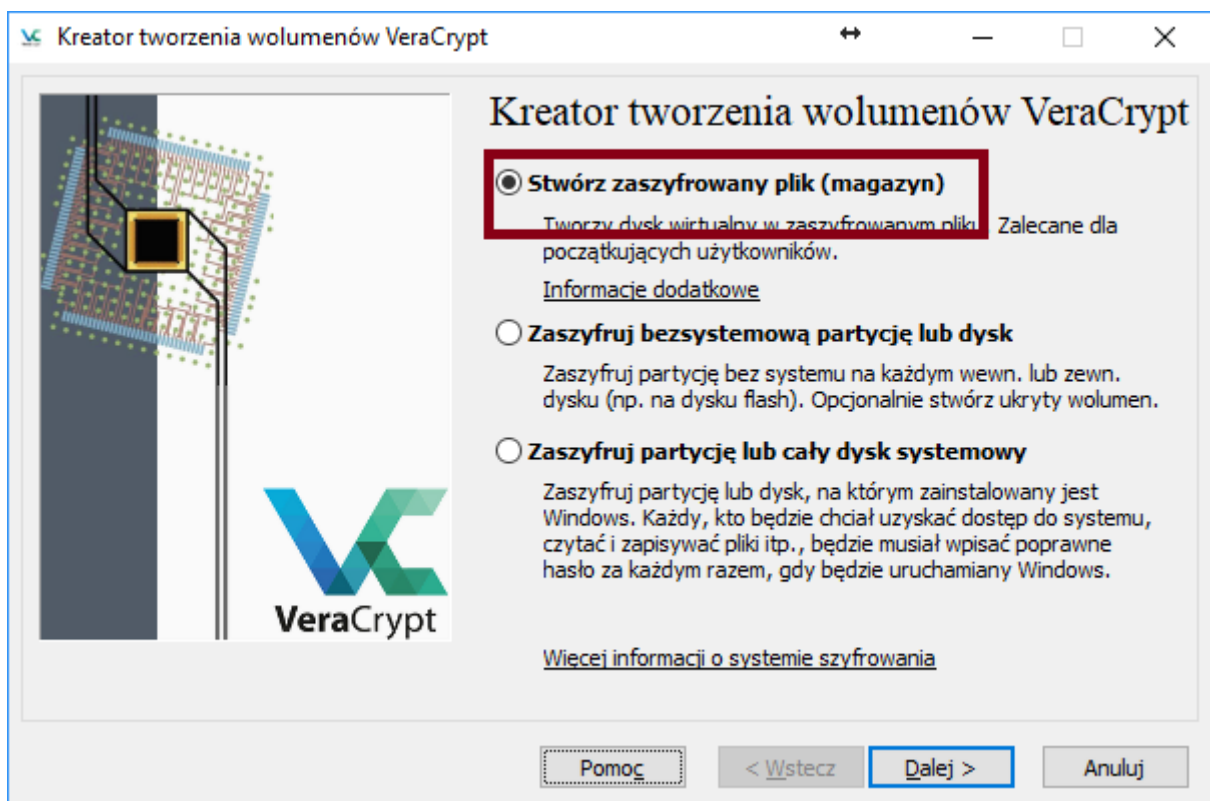 Kreator tworzenia wolumenów VeraCrypt
Kreator tworzenia wolumenów VeraCrypt
Stwórz zaszyfrowany plik (magazyn)
Tworzy dysk wirtualny w zaszyfrowanym pliku. Zalecane dla
początkujących użytkowników.
Informacje dodatkowe
Zaszyfruj bezsystemową partycję lub dysk
Zaszyfruj partycję bez systemu na każdym wewn. lub zewn.
dysku (np. na dysku flash). Opcjonalnie stwórz ukryty wolumen.
Zaszyfruj partycję lub cały dysk systemowy
Zaszyfruj partycję lub dysk, na którym zainstalowany jest
Windows. Każdy, kto będzie chciał uzyskać dostęp do systemu,
czytać i zapisywać pliki itp., będzie musiał wpisać poprawne
hasło za każdym razem, gdy będzie uruchamiany Windows.
VeraCrypt
Więcej informacji o systemie szyfrowania
Pomoc
< Wstecz
Dalej >
Anuluj